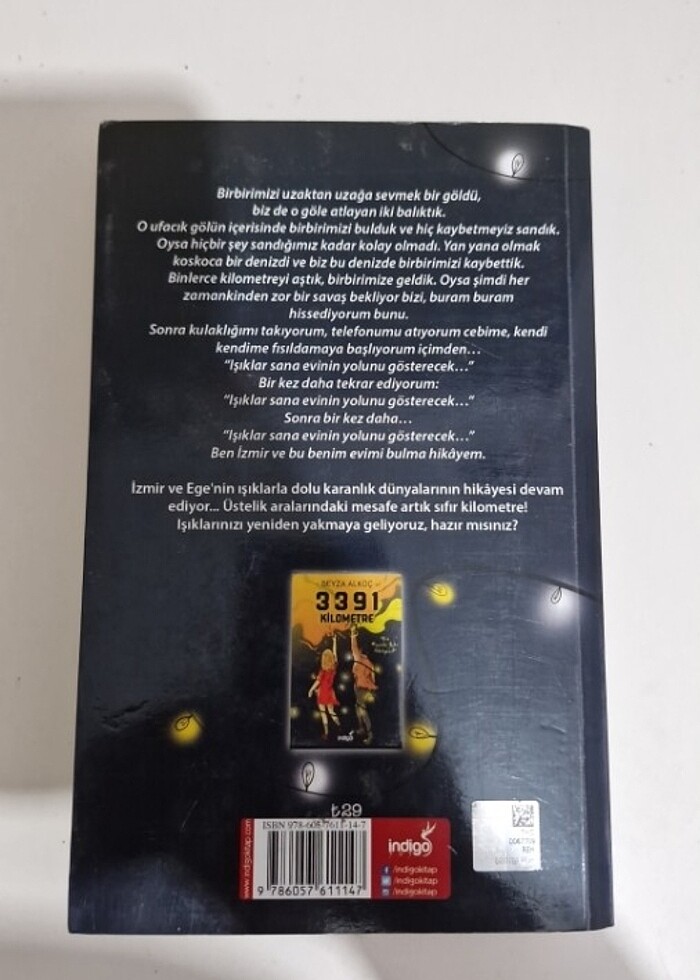 Birbirimizi uzaktan uzağa sevmek bir göldü,
biz de o göle atlayan iki balıktık.
O ufacık gölün içerisinde birbirimizi bulduk ve hiç kaybetmeyiz sandık.
Oysa hiçbir şey sandığımız kadar kolay olmadı. Yan yana olmak
koskoca bir denizdi ve biz bu denizde birbirimizi kaybettik.
Binlerce kilometreyi aştık, birbirimize geldik. Oysa şimdi her
zamankinden zor bir savaş bekliyor bizi, buram buram
hissediyorum bunu.
Sonra kulaklığımı takıyorum, telefonumu atıyorum cebime, kendi
kendime fısıldamaya başlıyorum içimden...
“Işıklar sana evinin yolunu gösterecek...”
Bir kez daha tekrar ediyorum:
“Işıklar sana evinin yolunu gösterecek...”
Sonra bir kez daha...
“Işıklar sana evinin yolunu gösterecek...”
Ben İzmir ve bu benim evimi bulma hikâyem.
İzmir ve Ege'nin ışıklarla dolu karanlık dünyalarının hikâyesi devam
ediyor... Üstelik aralarındaki mesafe artık sıfır kilometre!
Işıklarınızı yeniden yakmaya geliyoruz, hazır mısınız?
BEYZA ALKOÇ
3391
KİLOMETRE
indigo
₺29
ISBN 978-605-7611-14-7
9 786057 611147
www.indigokitap.com
indigo
/indigokitap
/indigokitap
/indigokitap